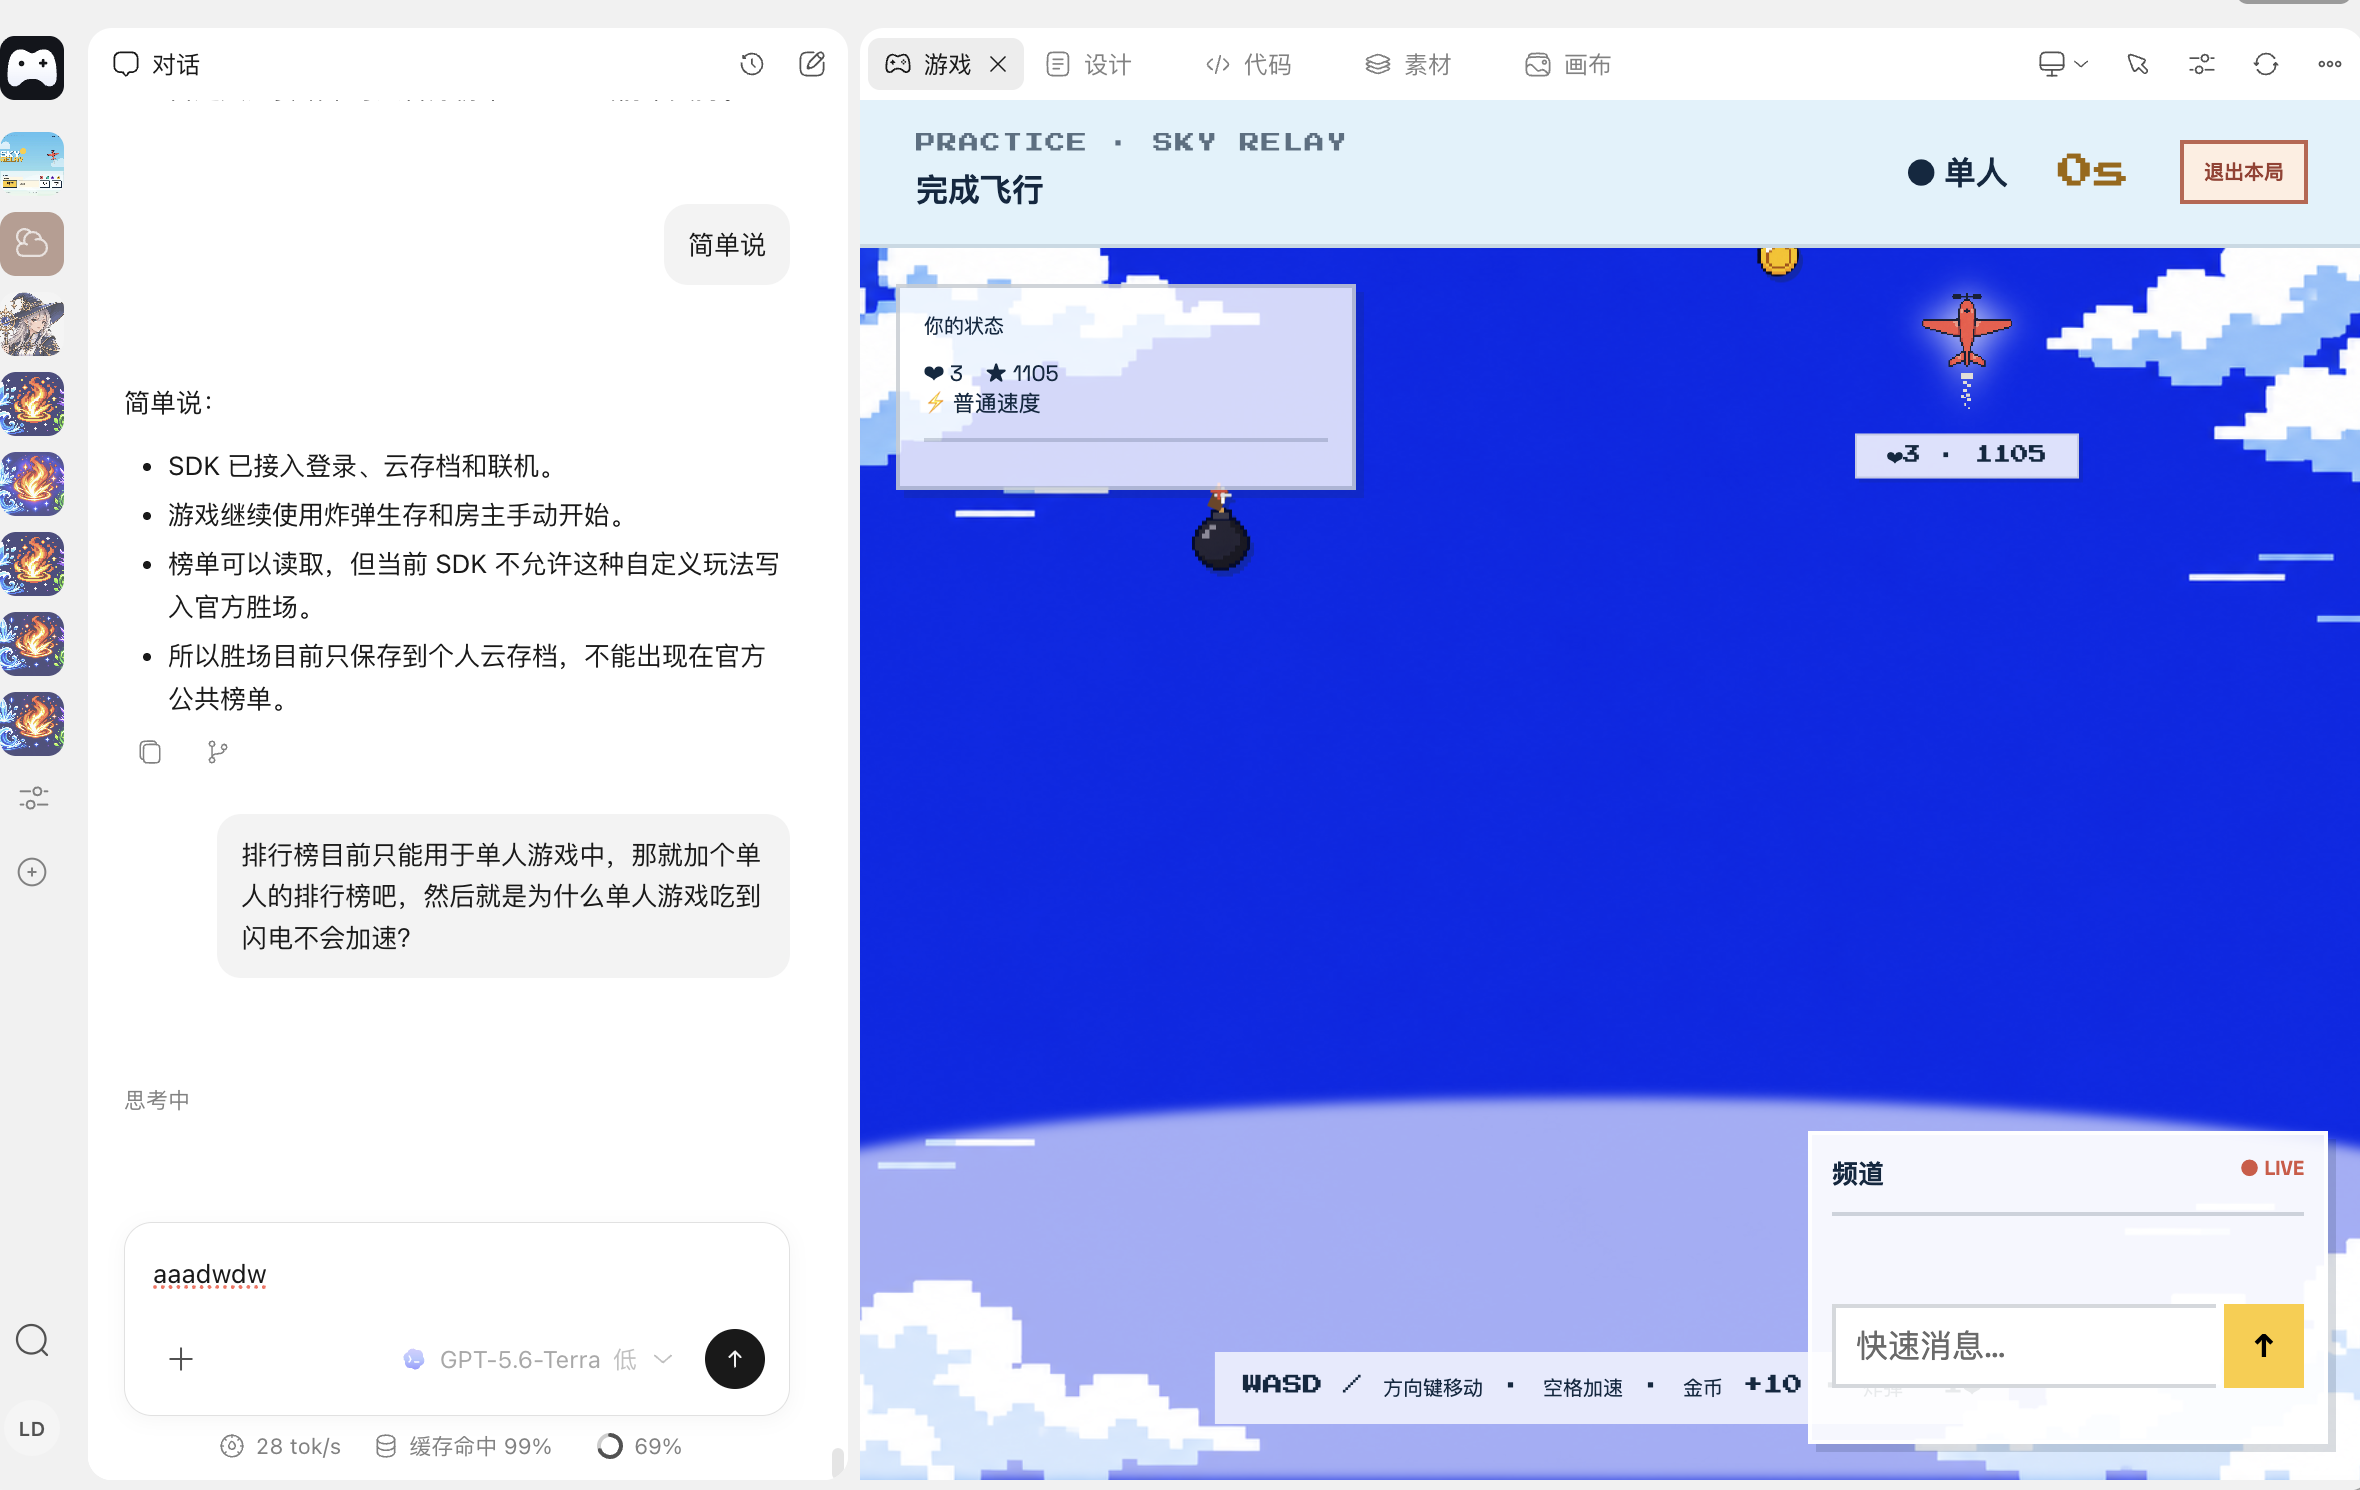 对话
简单说
简单说：
SDK 已接入登录、云存档和联机。
游戏继续使用炸弹生存和房主手动开始。
榜单可以读取，但当前 SDK 不允许这种自定义玩法写
入官方胜场。
所以胜场目前只保存到个人云存档，不能出现在官方
公共榜单。
排行榜目前只能用于单人游戏中，那就加个单
人的排行榜吧，然后就是为什么单人游戏吃到
闪电不会加速？
思考中
aaadwdw
GPT-5.6-Terra 低
28 tok/s 缓存命中 99% 69%
LD
游戏 设计 代码 素材 画布
PRACTICE · SKY RELAY
完成飞行
单人 0s 退出本局
你的状态
❤ 3 ★ 1105
⚡ 普通速度
❤3 · 1105
频道 LIVE
快速消息...
WASD / 方向键移动 · 空格加速 · 金币 +10